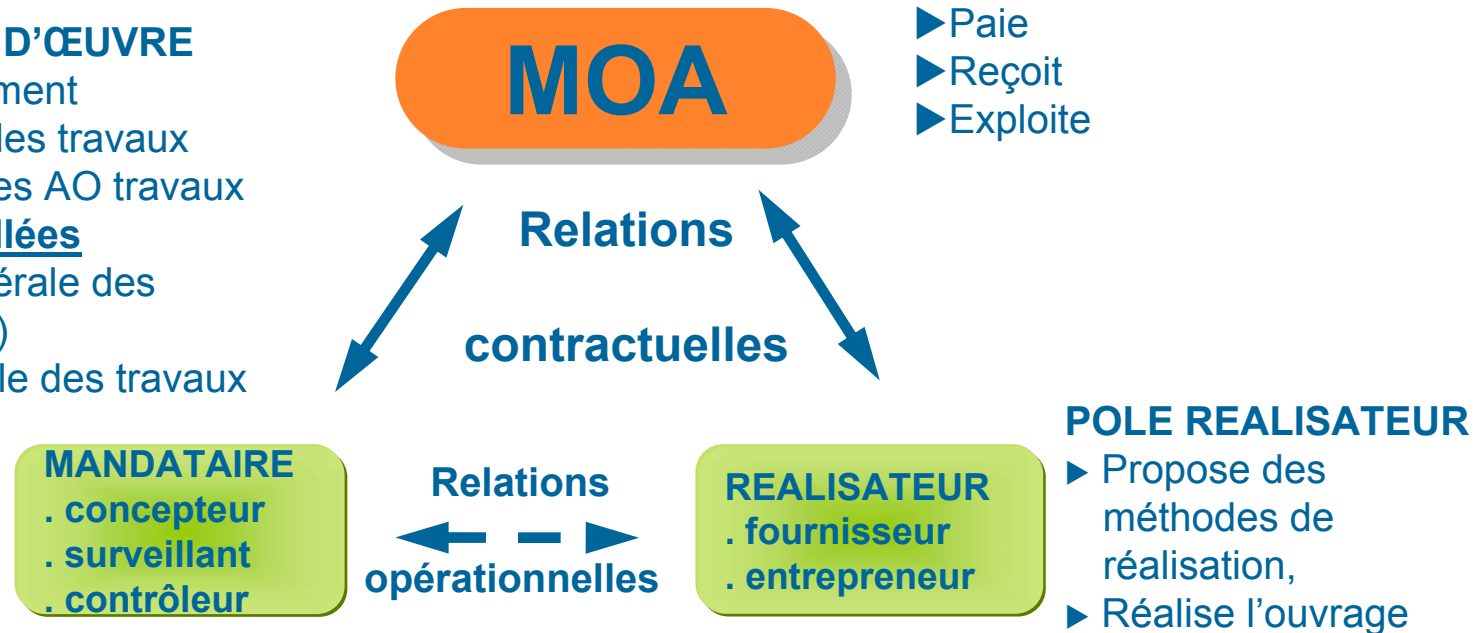 D’ŒUVRE
ment
les travaux
es AO travaux
llées
érale des
)
le des travaux
MOA
▶Paie
▶Reçoit
▶Exploite
Relations
contractuelles
MANDATAIRE
. concepteur
. surveillant
. contrôleur
Relations
opérationnelles
REALISATEUR
. fournisseur
. entrepreneur
POLE REALISATEUR
▶ Propose des
méthodes de
réalisation,
▶ Réalise l’ouvrage